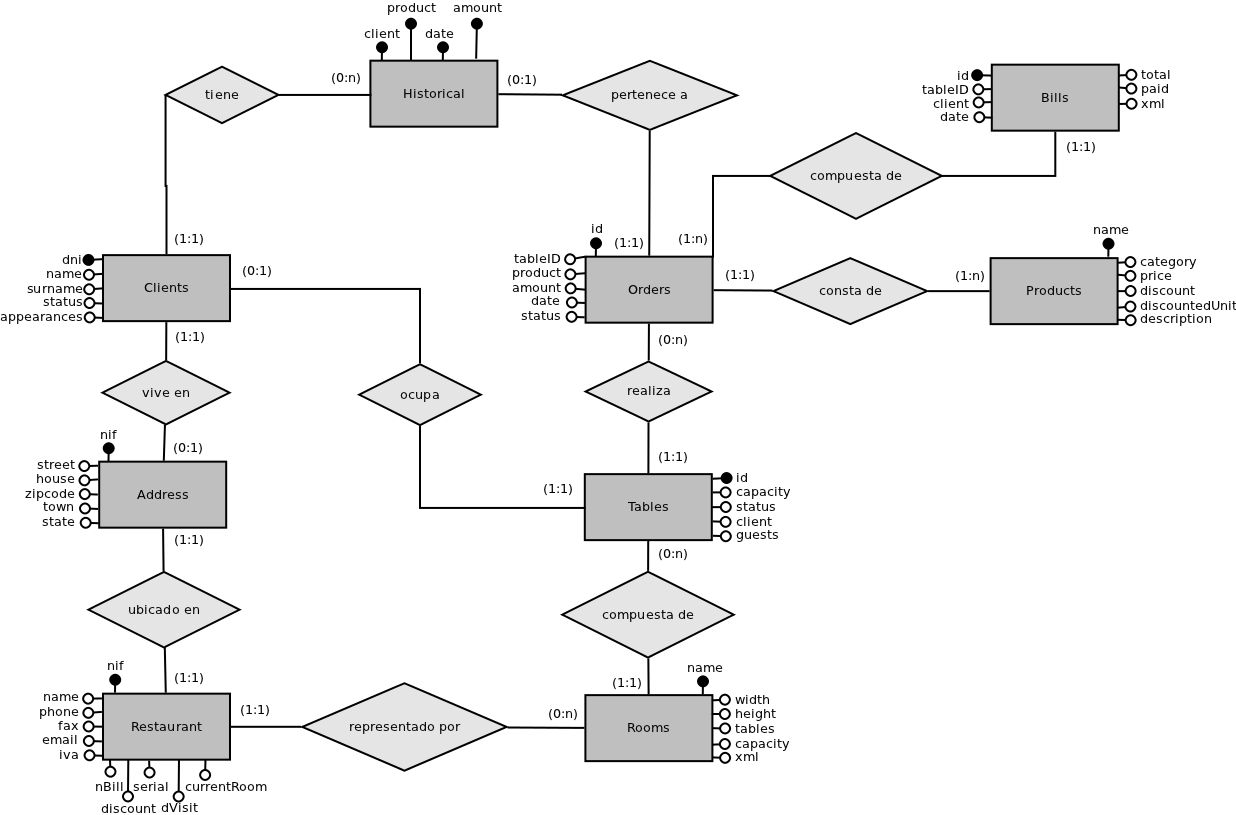 product
amount
client
date
tiene
(0:n)
Historical
(0:1)
pertenece a
id
tableID
client
date
Bills
total
paid
xml
(1:1)
compuesta de
(1:1)
(1:1)
(1:n)
id
name
dni
name
surname
status
appearances
Clients
(0:1)
tableID
product
amount
date
status
Orders
(1:1)
consta de
(1:n)
Products
category
price
discount
discountedUnit
description
(1:1)
(0:n)
vive en
ocupa
realiza
nif
(0:1)
(1:1)
street
house
zipcode
town
state
Address
(1:1)
Tables
id
capacity
status
client
guests
(1:1)
(0:n)
ubicado en
compuesta de
nif
(1:1)
(1:1)
name
name
phone
fax
email
iva
Restaurant
(1:1)
representado por
(0:n)
Rooms
width
height
tables
capacity
xml
nBill
serial
currentRoom
discount
dVisit